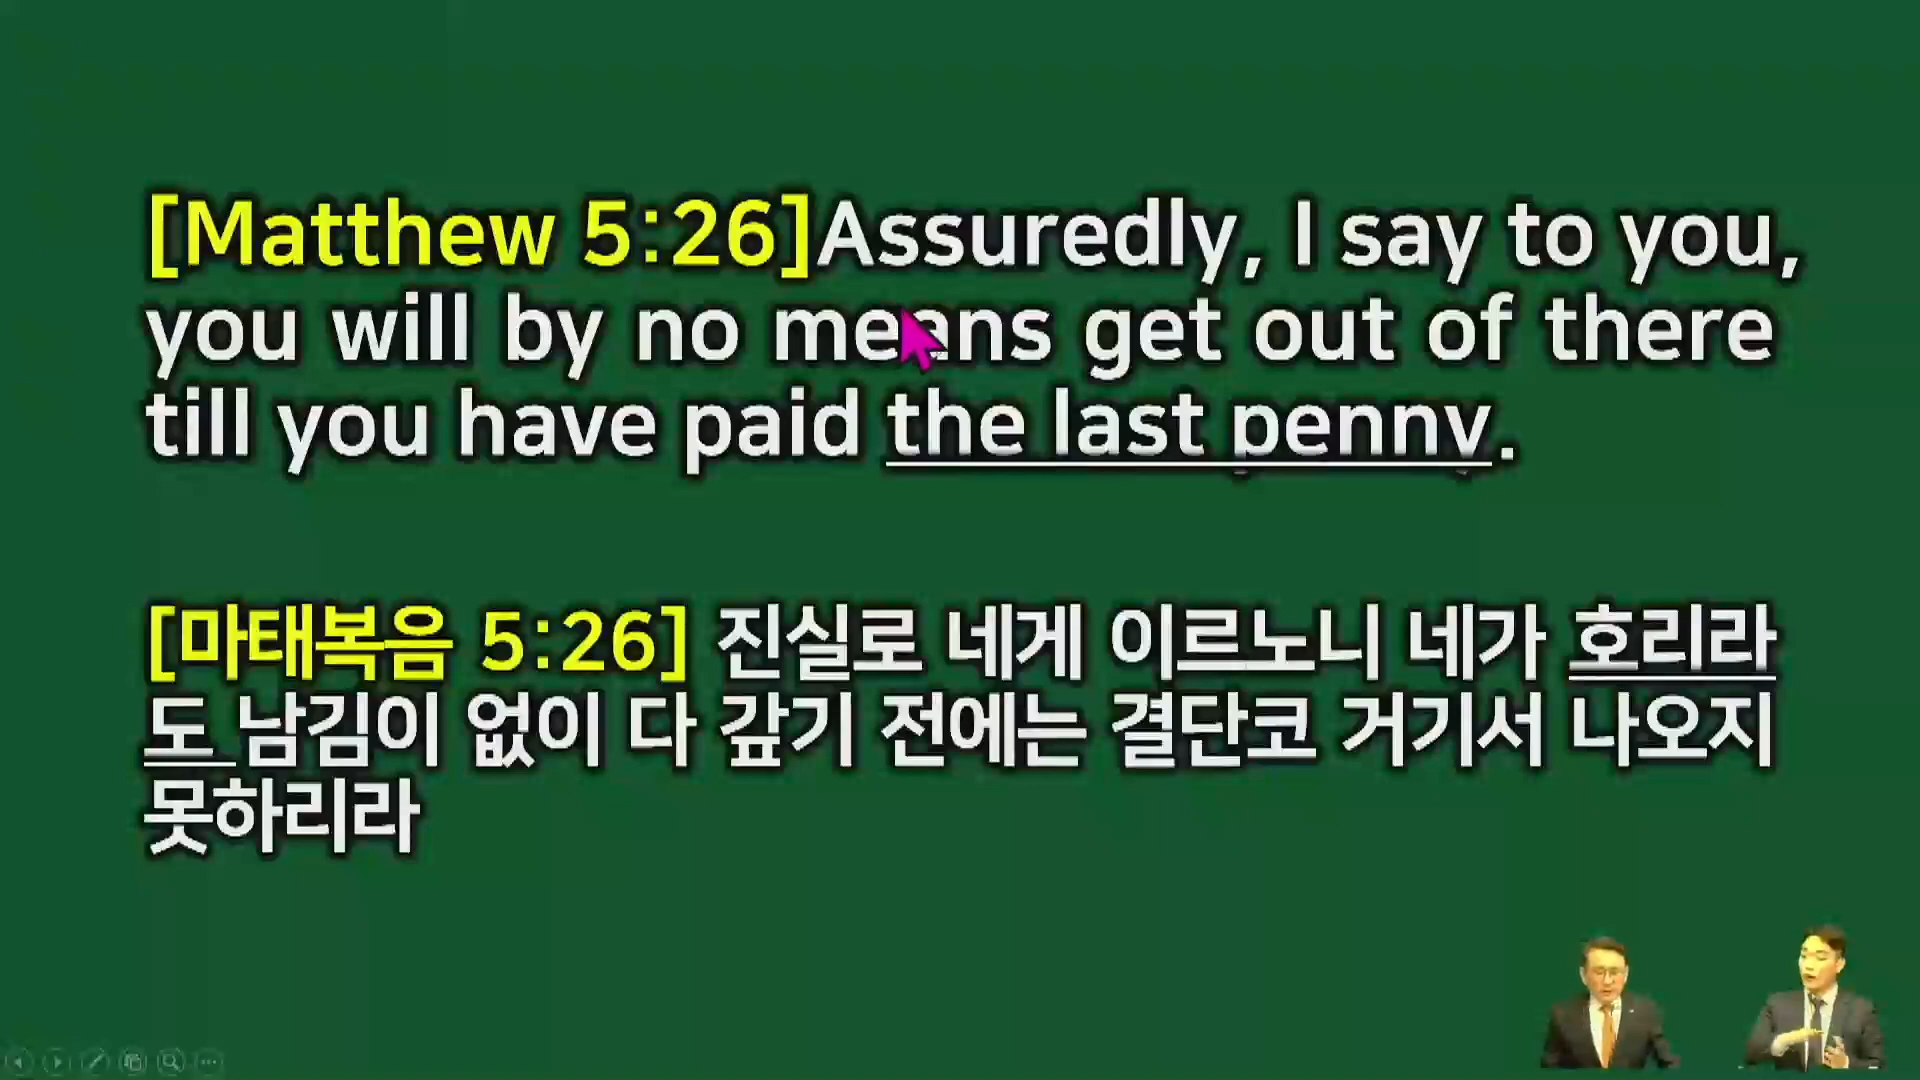 [Matthew 5:26]Assuredly, I say to you,
you will by no means get out of there
till you have paid the last penny.
[마태복음 5:26] 진실로 네게 이르노니 네가 호리라
도 남김이 없이 다 갚기 전에는 결단코 거기서 나오지
못하리라